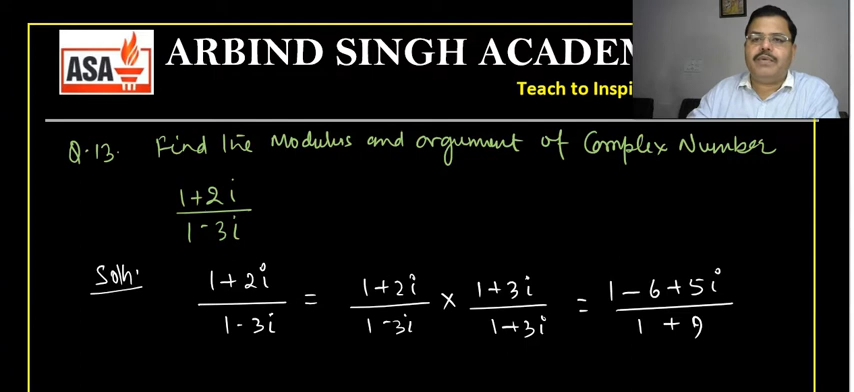 ASA
ARBIND SINGH ACADEM
Teach to Inspi
Q.13. Find the Modulus and argument of Complex Number
1+2i
1-3i
Soln.
1+2i / 1-3i = 1+2i / 1-3i × 1+3i / 1+3i = 1-6+5i / 1+9